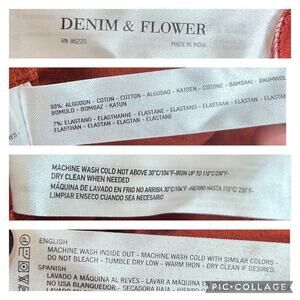 DENIM & FLOWER
RN 86220
MADE IN INDIA
93% ALGODON - COTON - COTTON - ALGODAO - KATOEN - COTONE - BAMBAKI - BAUMWOLLE
BOMULD - BOMBAZ - KATUN
7% ELASTANO - ELASTHANNE - ELASTANE - ELASTANO - ELASTAAN - ELASTAN
ELASTHAN - ELASTAN - ELASTAN - ELASTANE
RES
MACHINE WASH COLD NOT ABOVE 30°C/104°F-IRON UP TO 110°C/230°F-
DRY CLEAN WHEN NEEDED
MÁQUINA DE LAVADO EN FRIO NO ARRIBA 30°C/104°F-HIERRO HASTA 110°C/ 230°F-
LIMPIAR ENSECO CUANDO SEA NECESARIO
ENGLISH
MACHINE WASH INSIDE OUT - MACHINE WASH COLD WITH SIMILAR COLORS -
DO NOT BLEACH - TUMBLE DRY LOW - WARM IRON - DRY CLEAN IF DESIRED.
SPANISH
LAVADO A MÁQUINA AL REVÉS - LAVAR A MÁQUINA EN
NO USA BLANQUEADOR - SECADORA BAJA - HIERRO
PIC•COLLAGE